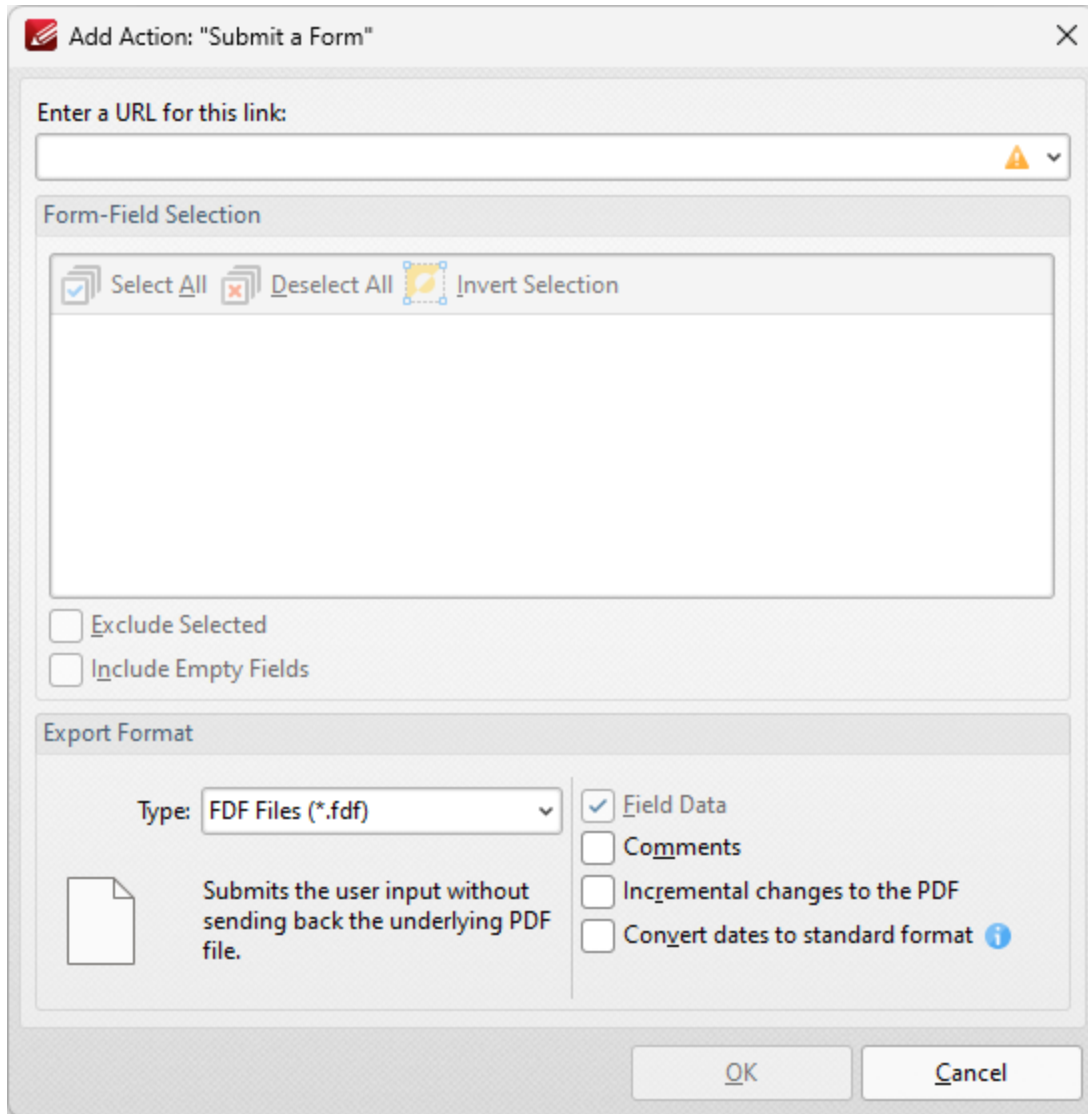 Add Action: "Submit a Form"
Enter a URL for this link:
Form-Field Selection
Select All Deselect All Invert Selection
Exclude Selected
Include Empty Fields
Export Format
Type: FDF Files (*.fdf)
Submits the user input without
sending back the underlying PDF
file.
Field Data
Comments
Incremental changes to the PDF
Convert dates to standard format
OK Cancel